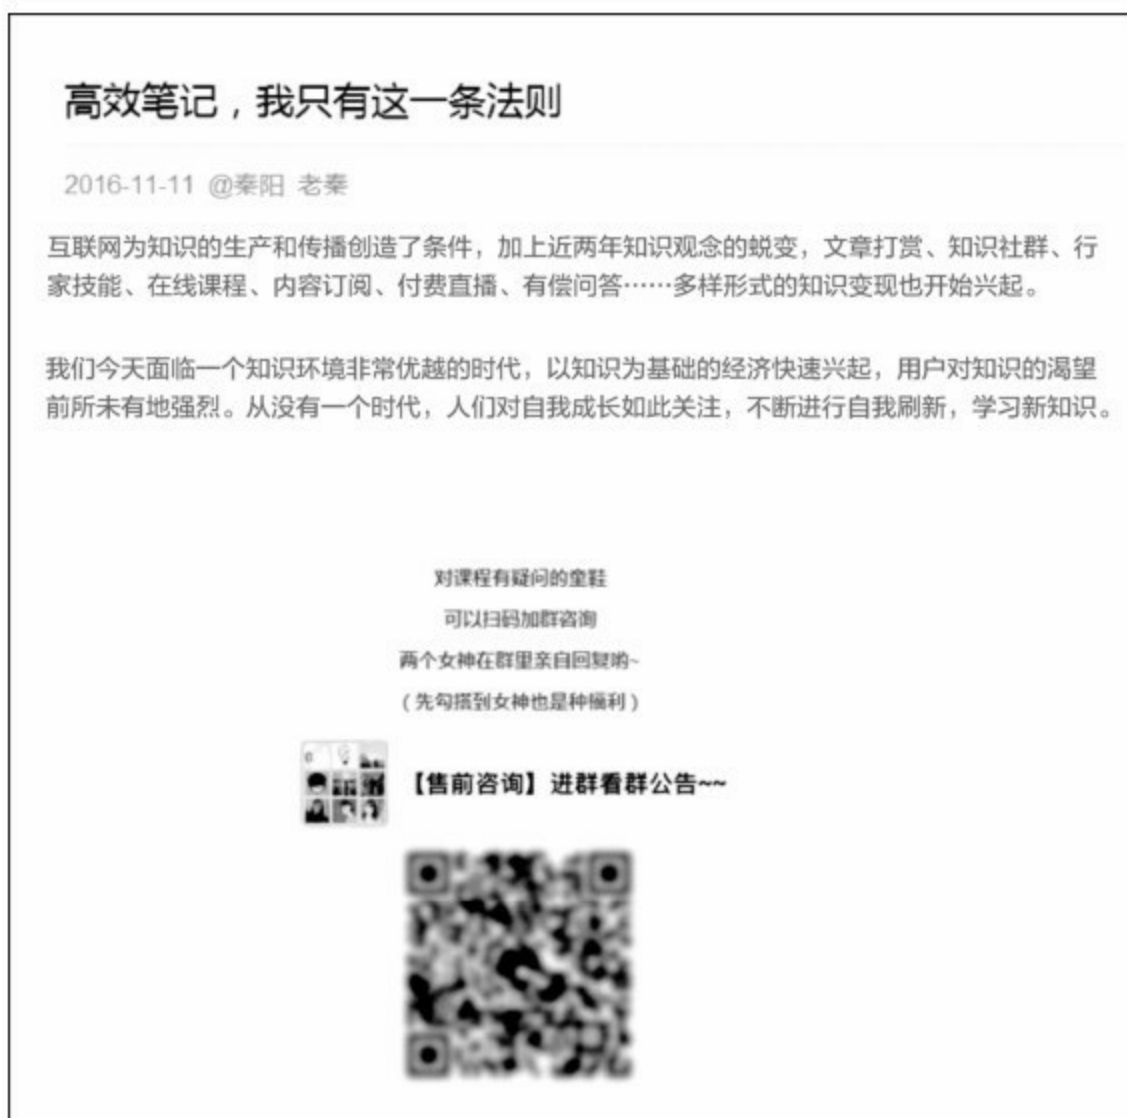 高效笔记，我只有这一条法则
2016-11-11 @秦阳 老秦
互联网为知识的生产和传播创造了条件，加上近两年知识观念的蜕变，文章打赏、知识社群、行
家技能、在线课程、内容订阅、付费直播、有偿问答……多样形式的知识变现也开始兴起。
我们今天面临一个知识环境非常优越的时代，以知识为基础的经济快速兴起，用户对知识的渴望
前所未有地强烈。从没有一个时代，人们对自我成长如此关注，不断进行自我刷新，学习新知识。
对课程有疑问的童鞋
可以扫码加群咨询
两个女神在群里亲自回复哟~
（先勾搭到女神也是种福利）
【售前咨询】进群看群公告~~